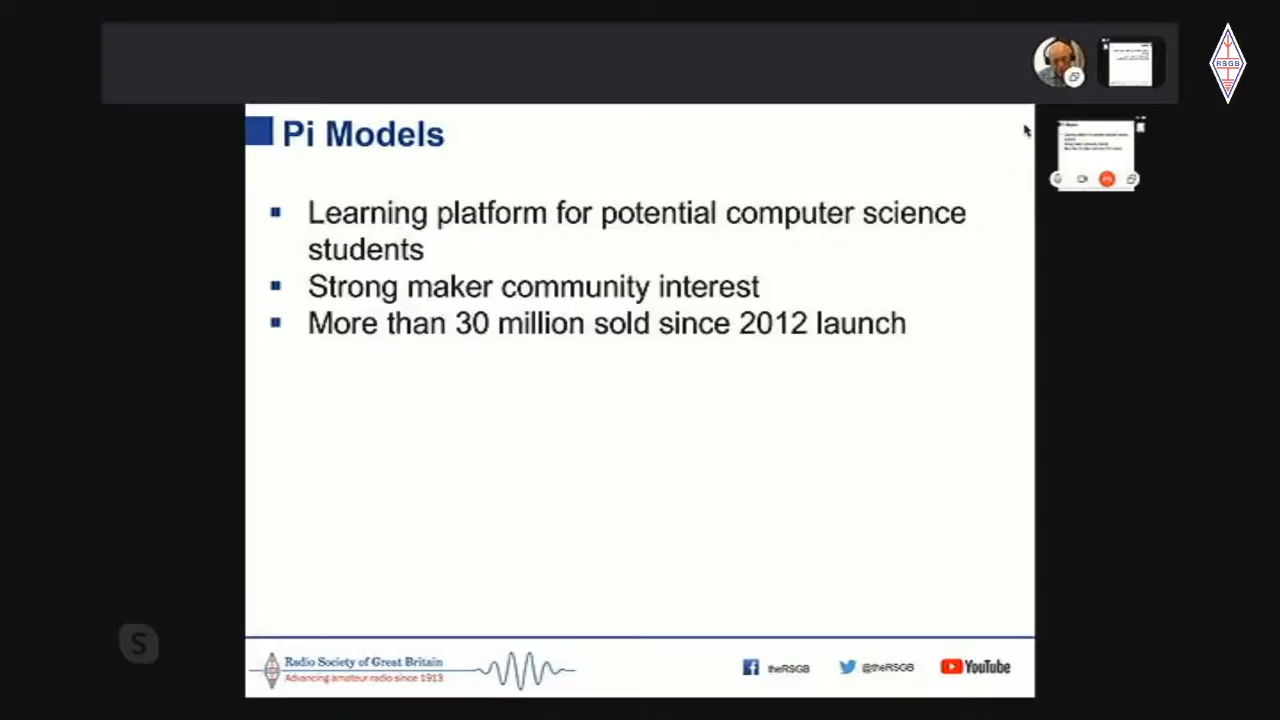 RSGB
Pi Models
Learning platform for potential computer science
students
Strong maker community interest
More than 30 million sold since 2012 launch
S
Radio Society of Great Britain
Advancing amateur radio since 1913
theRSGB
@theRSGB
YouTube